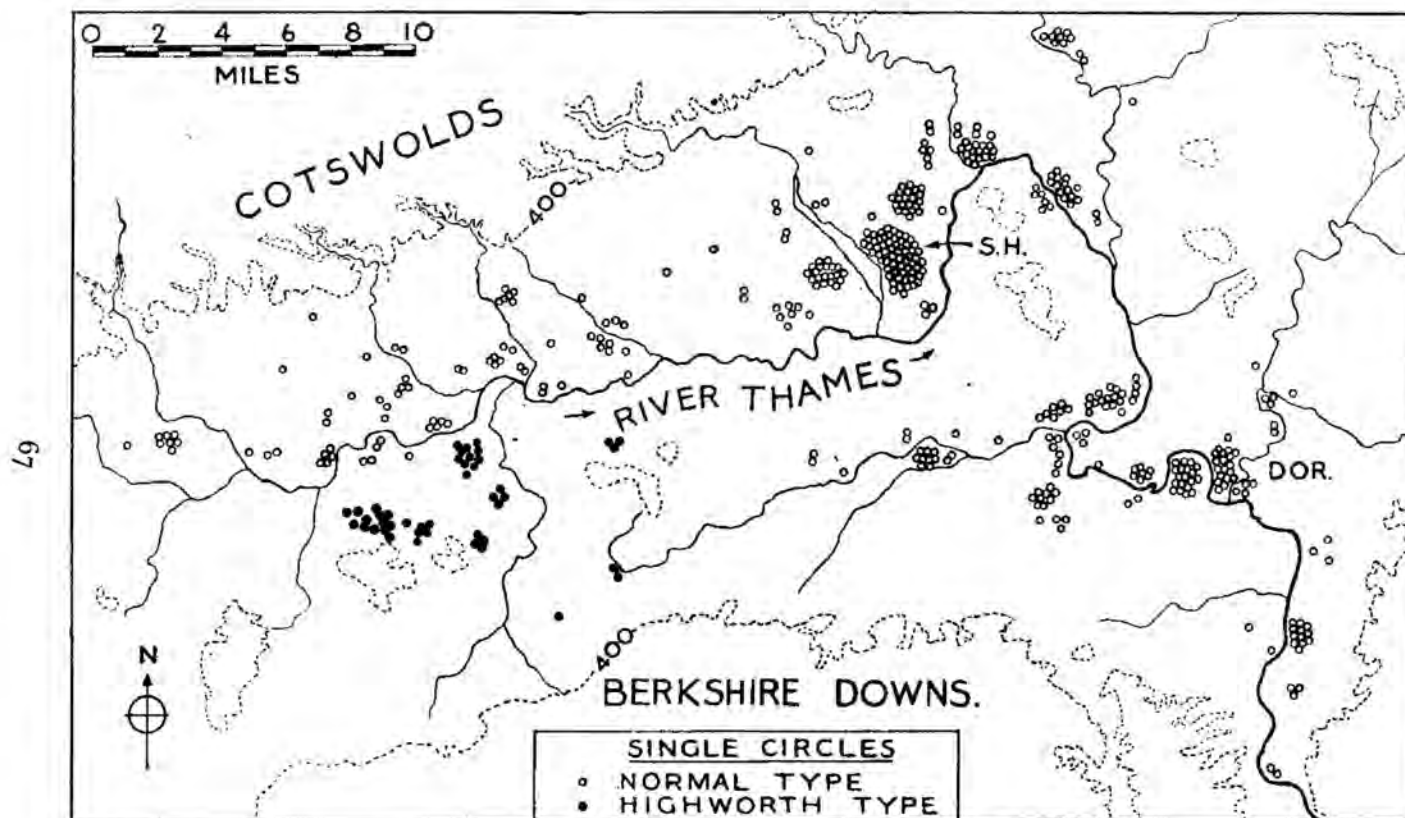 0 2 4 6 8 10
MILES
COTSWOLDS
400
S.H.
RIVER THAMES
67
DOR.
N
400
BERKSHIRE DOWNS.
SINGLE CIRCLES
NORMAL TYPE
HIGHWORTH TYPE